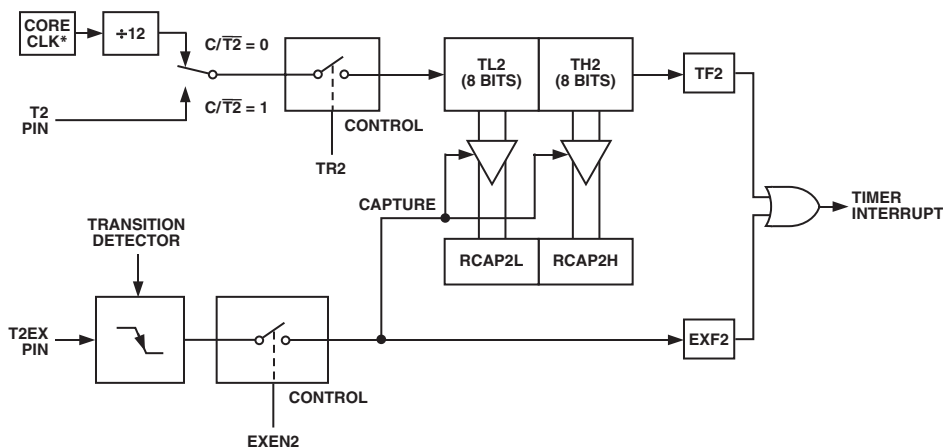 CORE
CLK*
÷12
C/T2 = 0
T2
PIN
C/T2 = 1
CONTROL
TR2
TL2
(8 BITS)
TH2
(8 BITS)
TF2
CAPTURE
TIMER
INTERRUPT
TRANSITION
DETECTOR
RCAP2L
RCAP2H
T2EX
PIN
EXF2
CONTROL
EXEN2